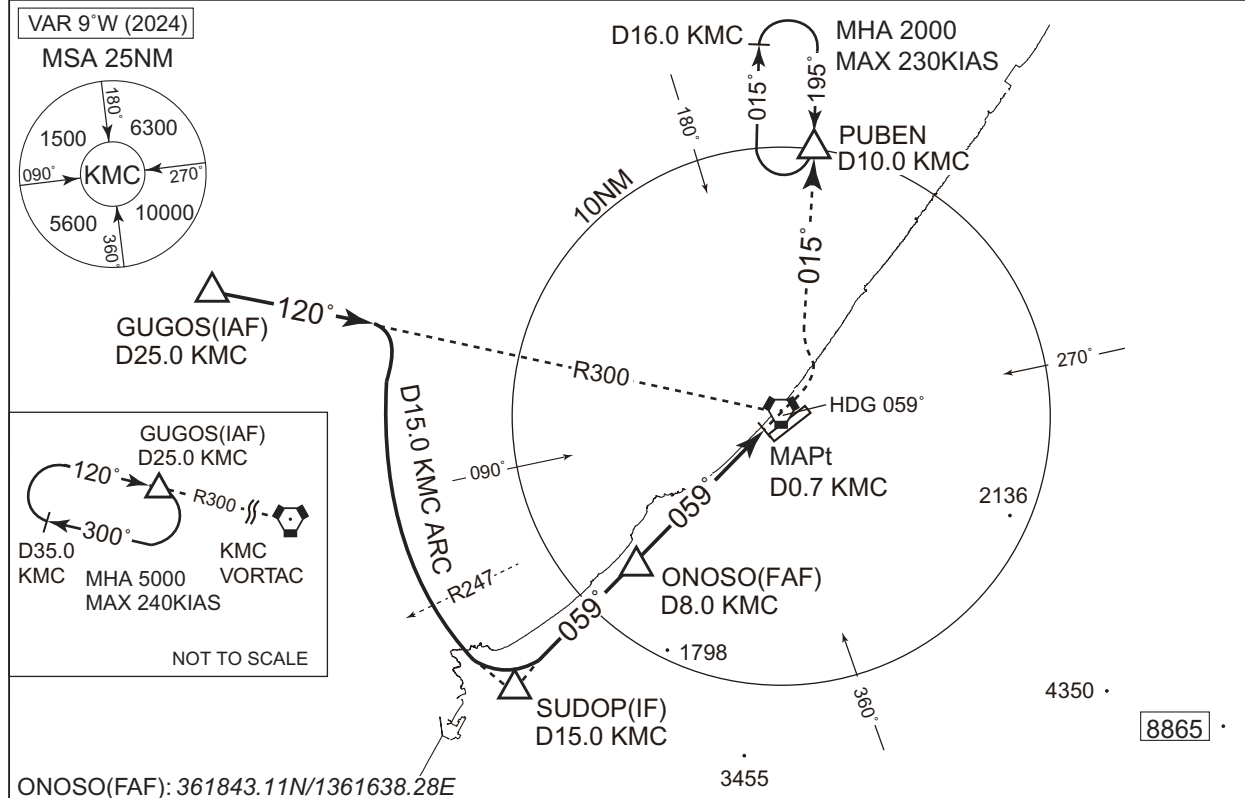 VAR 9˚W (2024)
MSA 25NM
180˚
1500
6300
090˚
KMC
270˚
5600
10000
360˚
D16.0 KMC
MHA 2000
MAX 230KIAS
015˚
195˚
180˚
PUBEN
D10.0 KMC
10NM
015˚
120˚
GUGOS(IAF)
D25.0 KMC
R300
270˚
HDG 059˚
D15.0 KMC ARC
MAPt
D0.7 KMC
090˚
059˚
2136
GUGOS(IAF)
D25.0 KMC
120˚
R300
300˚
D35.0
KMC
KMC
VORTAC
MHA 5000
MAX 240KIAS
NOT TO SCALE
R247
ONOSO(FAF)
D8.0 KMC
059˚
1798
SUDOP(IF)
D15.0 KMC
360˚
4350
8865
3455
ONOSO(FAF): 361843.11N/1361638.28E